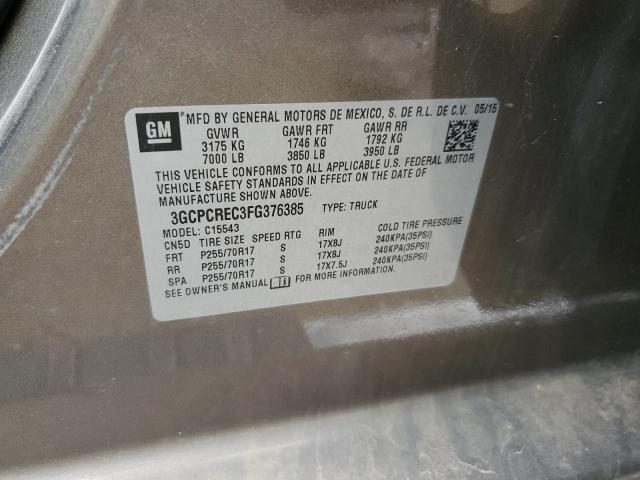 GM
MFD BY GENERAL MOTORS DE MEXICO, S. DE R.L. DE C.V. 05/15
GVWR GAWR FRT GAWR RR
3175 KG 1746 KG 1792 KG
7000 LB 3850 LB 3950 LB
THIS VEHICLE CONFORMS TO ALL APPLICABLE U.S. FEDERAL MOTOR
VEHICLE SAFETY STANDARDS IN EFFECT ON THE DATE OF
MANUFACTURE SHOWN ABOVE.
3GCPCREC3FG376385 TYPE: TRUCK
MODEL: C15543
CN5D TIRE SIZE SPEED RTG RIM COLD TIRE PRESSURE
FRT P255/70R17 S 17X8J 240KPA(35PSI)
RR P255/70R17 S 17X8J 240KPA(35PSI)
SPA P255/70R17 S 17X7.5J 240KPA(35PSI)
SEE OWNER'S MANUAL FOR MORE INFORMATION.